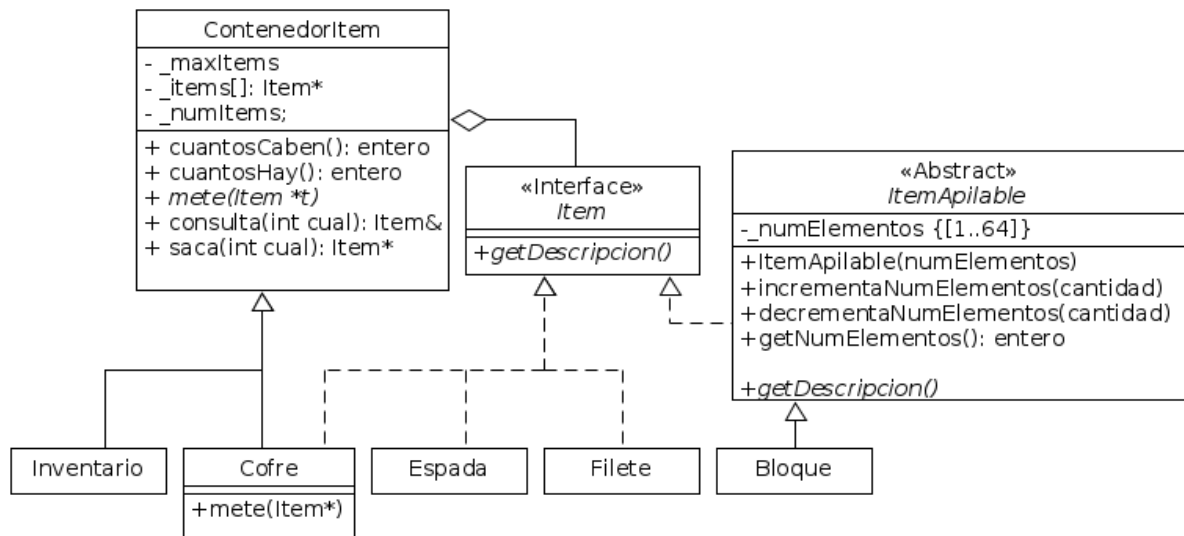 ContenedorItem
- _maxItems
- _items[]: Item*
- _numItems;
+ cuantosCaben(): entero
+ cuantosHay(): entero
+ mete(Item *t)
+ consulta(int cual): Item&
+ saca(int cual): Item*
«Interface»
Item
+getDescripcion()
«Abstract»
ItemApilable
-_numElementos {[1..64]}
+ItemApilable(numElementos)
+incrementaNumElementos(cantidad)
+decrementaNumElementos(cantidad)
+getNumElementos(): entero
+getDescripcion()
Inventario
Cofre
+mete(Item*)
Espada
Filete
Bloque